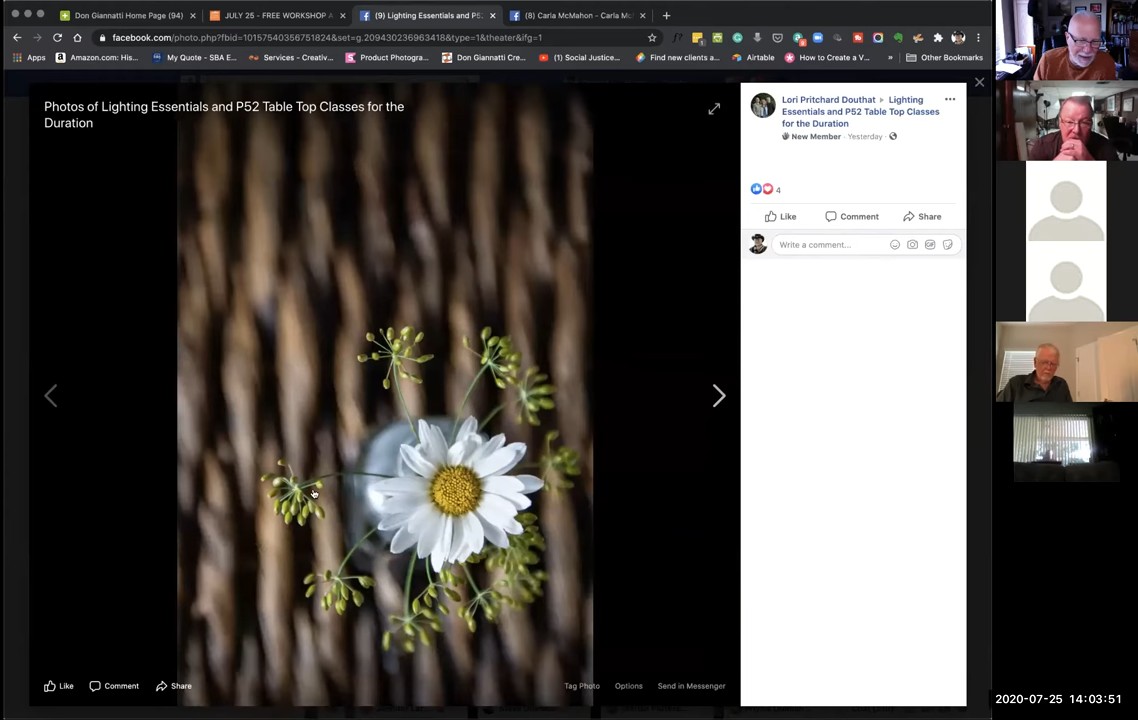 Don Giannatti Home Page (94)
JULY 25 - FREE WORKSHOP A
(9) Lighting Essentials and P52
(8) Carla McMahon - Carla Mc
facebook.com/photo.php?fbid=10157540356751824&set=g.209430236963418&type=1&theater&ifg=1
Apps
Amazon.com: His...
My Quote - SBA E...
Services - Creativ...
Product Photogra...
Don Giannatti Cre...
(1) Social Justice...
Find new clients a...
Airtable
How to Create a V...
»
Other Bookmarks
Photos of Lighting Essentials and P52 Table Top Classes for the
Duration
Lori Pritchard Douthat ▸ Lighting
Essentials and P52 Table Top Classes
for the Duration
New Member · Yesterday ·
4
Like
Comment
Share
Write a comment...
Like
Comment
Share
Tag Photo
Options
Send in Messenger
2020-07-25 14:03:51